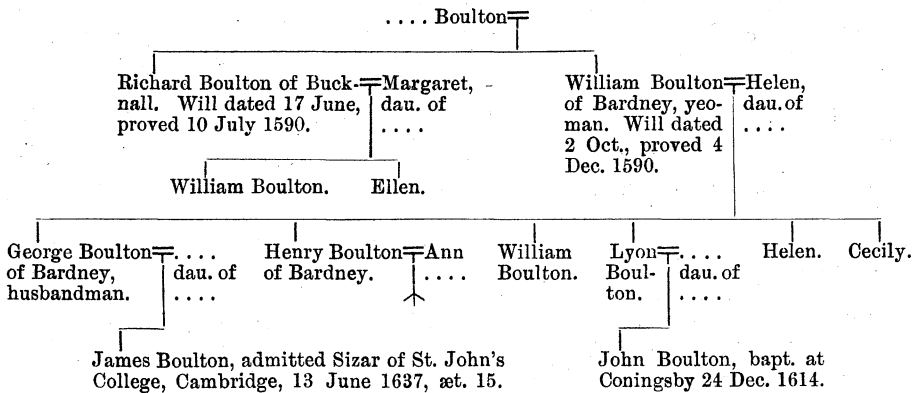 .... Boulton
Richard Boulton of Buck-
nall. Will dated 17 June,
proved 10 July 1590.
Margaret,
dau. of
....
William Boulton
of Bardney, yeo-
man. Will dated
2 Oct., proved 4
Dec. 1590.
Helen,
dau. of
....
William Boulton.
Ellen.
George Boulton
of Bardney,
husbandman.
....
dau. of
....
Henry Boulton
of Bardney.
Ann
....
William
Boulton.
Lyon
Boul-
ton.
....
dau. of
....
Helen.
Cecily.
James Boulton, admitted Sizar of St. John's
College, Cambridge, 13 June 1637, æt. 15.
John Boulton, bapt. at
Coningsby 24 Dec. 1614.